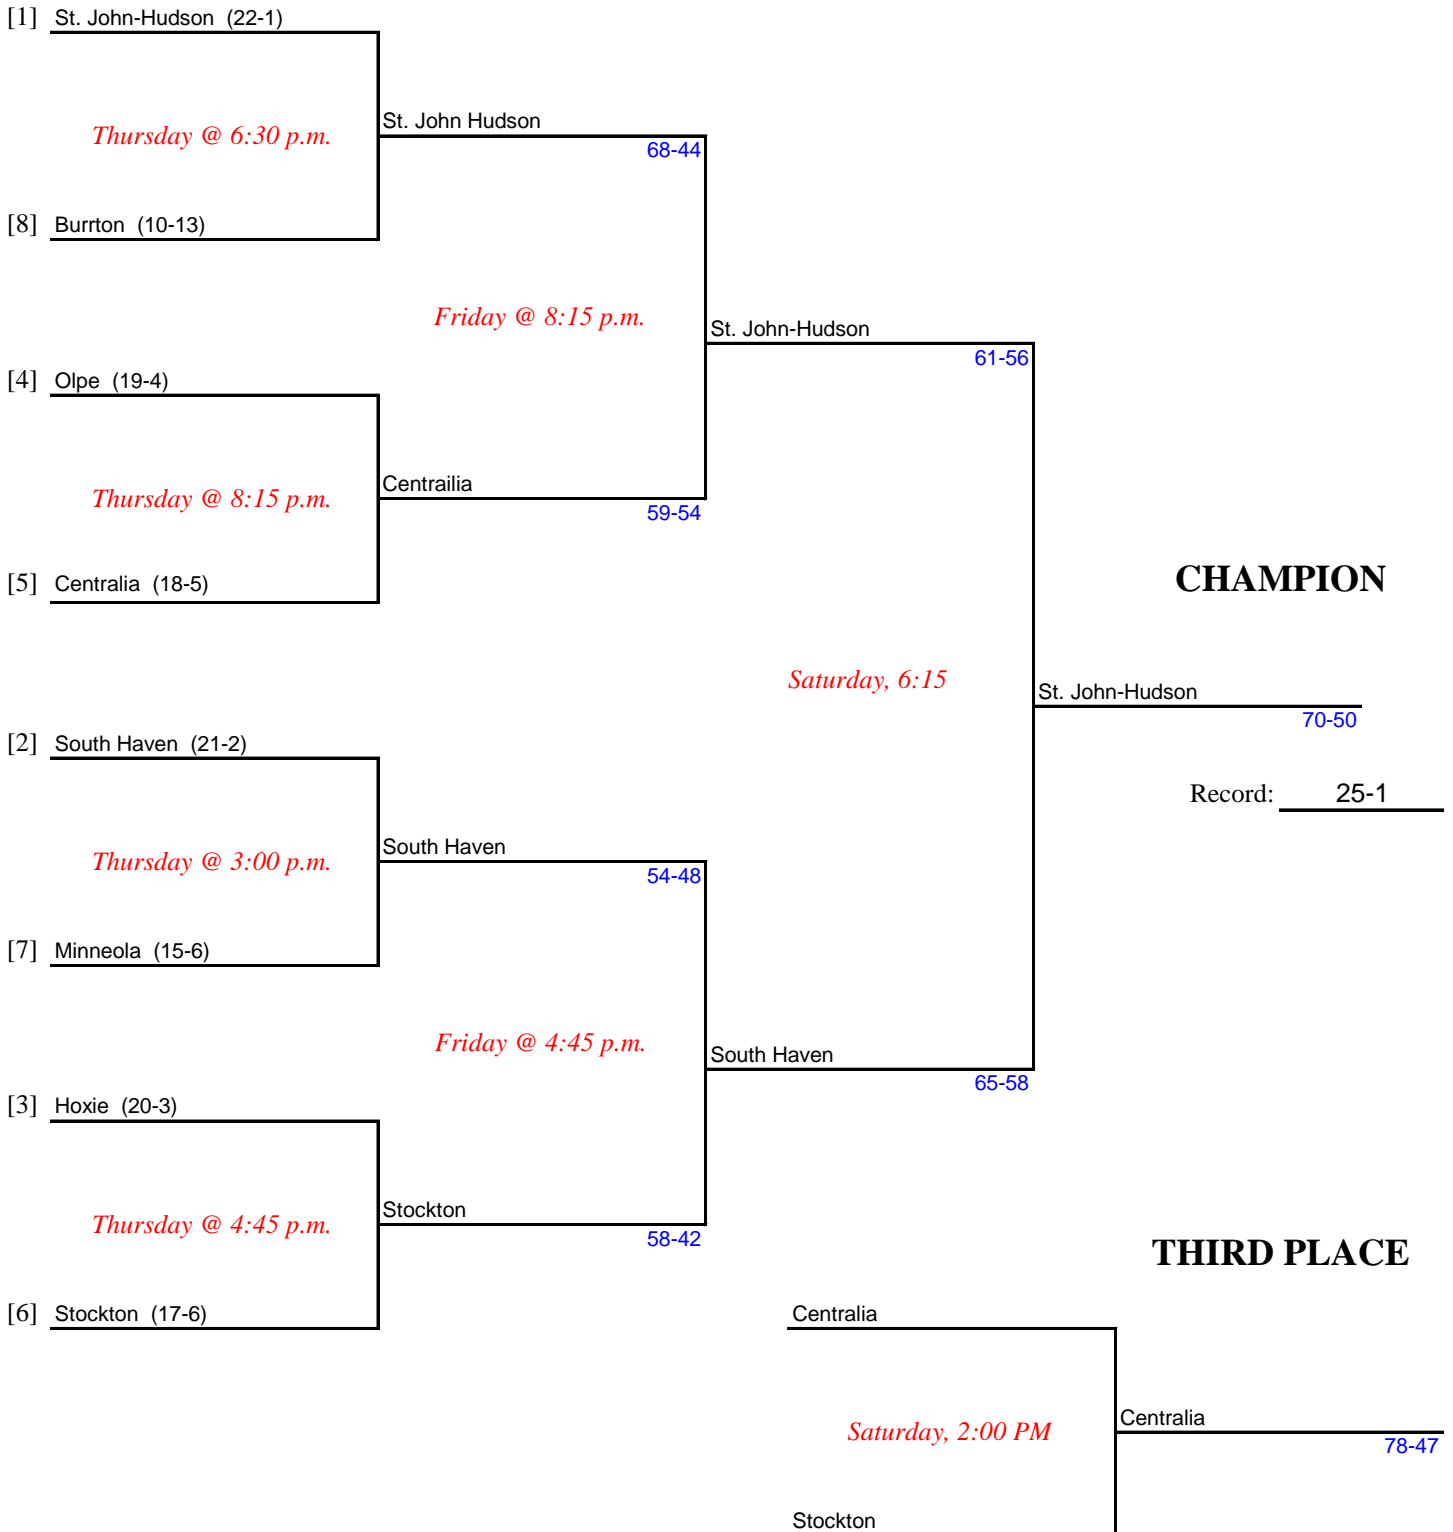 [1] St. John-Hudson (22-1)
Thursday @ 6:30 p.m.
St. John Hudson
68-44
[8] Burrton (10-13)
Friday @ 8:15 p.m.
St. John-Hudson
61-56
[4] Olpe (19-4)
Thursday @ 8:15 p.m.
Centrailia
59-54
[5] Centralia (18-5)
CHAMPION
Saturday, 6:15
St. John-Hudson
70-50
Record: 25-1
[2] South Haven (21-2)
Thursday @ 3:00 p.m.
South Haven
54-48
[7] Minneola (15-6)
Friday @ 4:45 p.m.
South Haven
65-58
[3] Hoxie (20-3)
Thursday @ 4:45 p.m.
Stockton
58-42
[6] Stockton (17-6)
THIRD PLACE
Centralia
Saturday, 2:00 PM
Centralia
78-47
Stockton